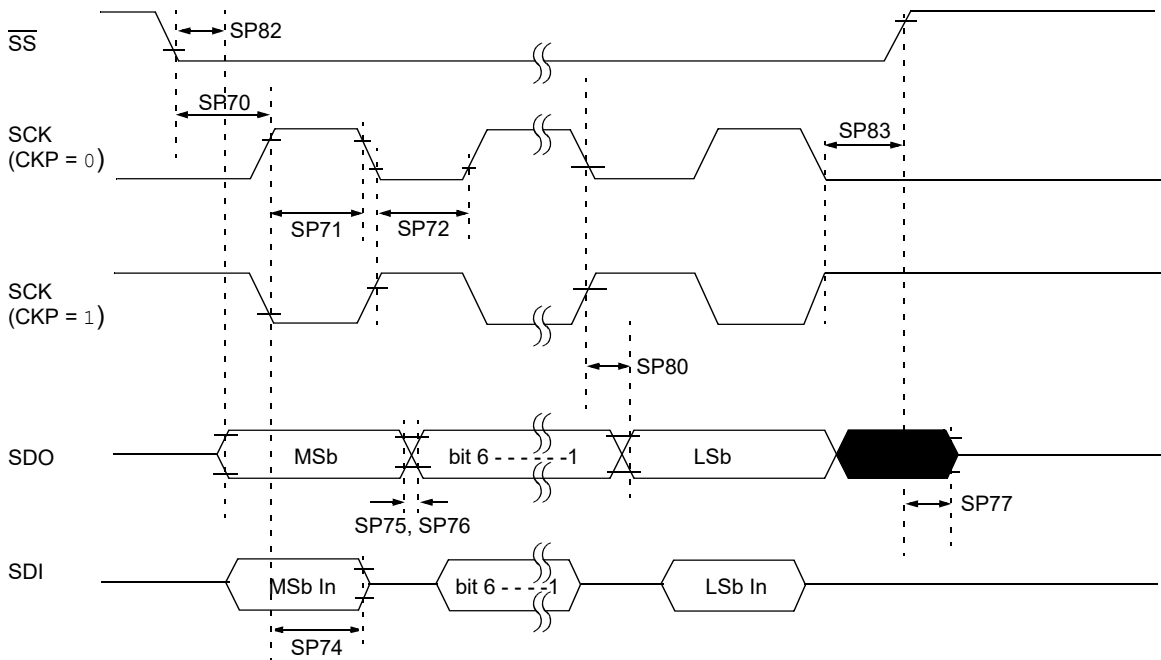 SS
SP82
SP70
SCK
(CKP = 0)
SP83
SP71
SP72
SCK
(CKP = 1)
SP80
SDO
MSb
bit 6 - - - - - - -1
LSb
SP75, SP76
SP77
SDI
MSb In
bit 6 - - - -1
LSb In
SP74